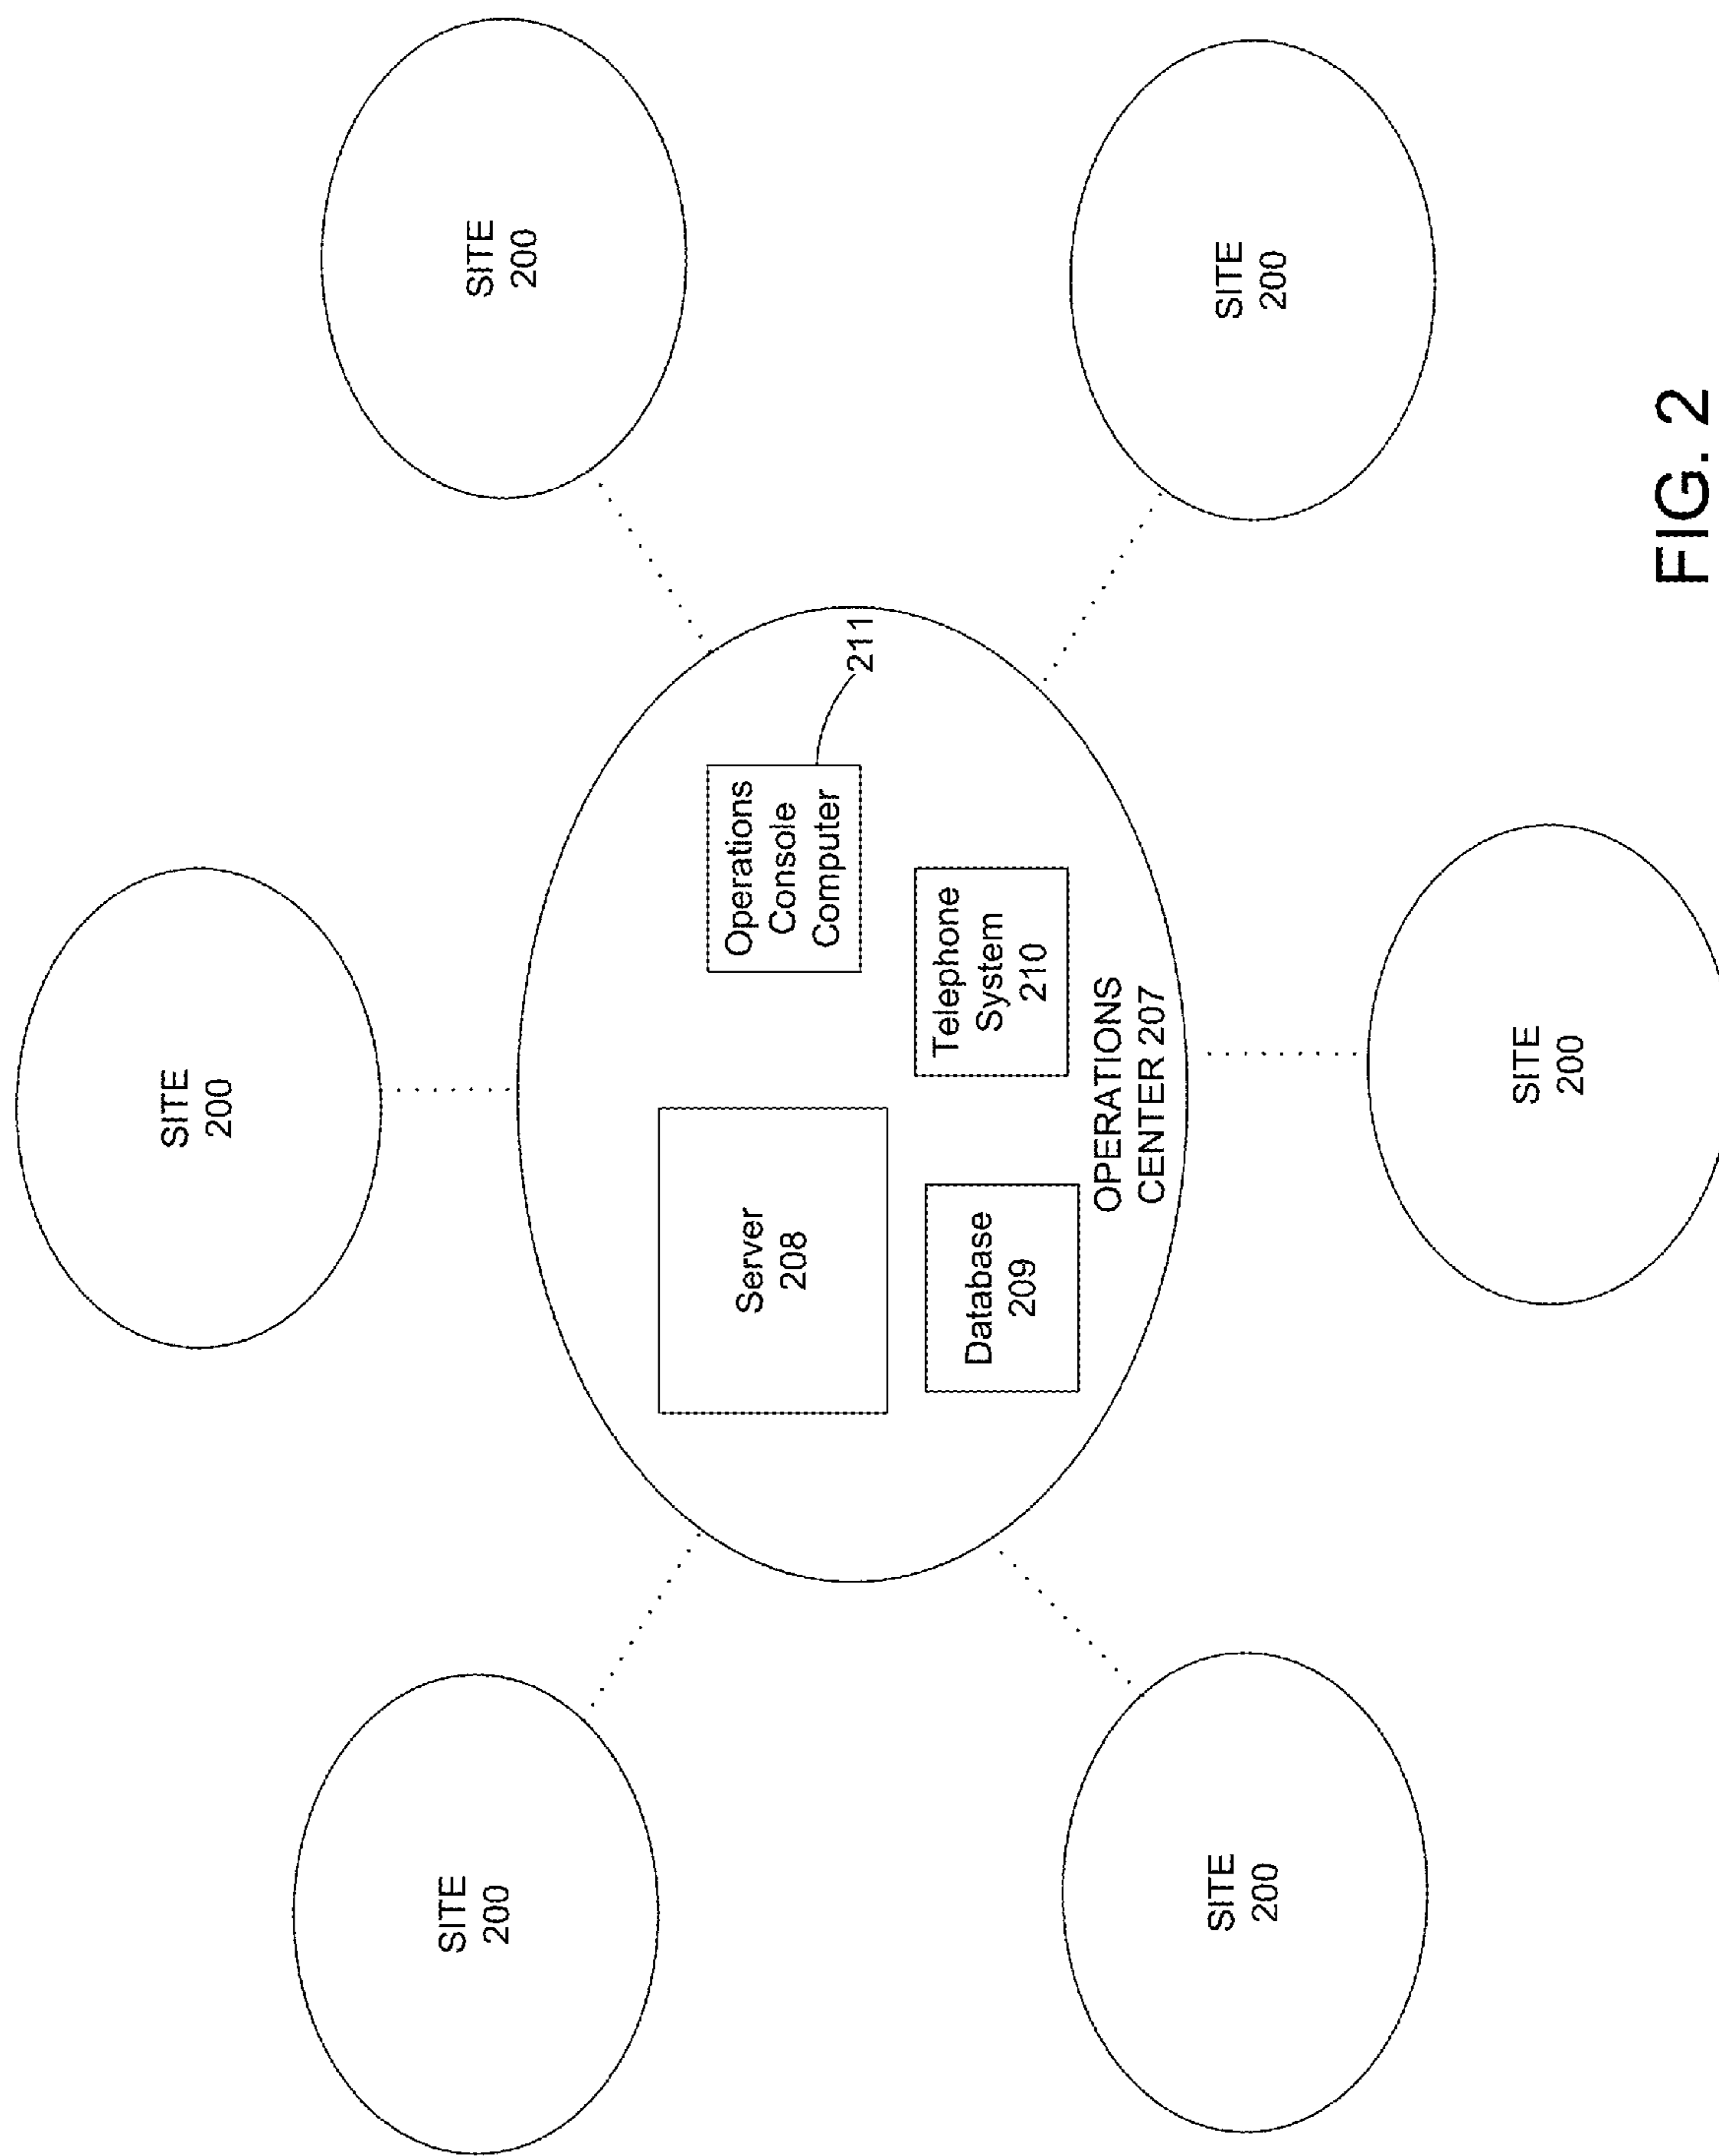 SITE
200
SITE
200
SITE
200
Server
208
Operations
Console
Computer
211
Database
209
Telephone
System
210
OPERATIONS
CENTER 207
SITE
200
SITE
200
SITE
200
FIG. 2